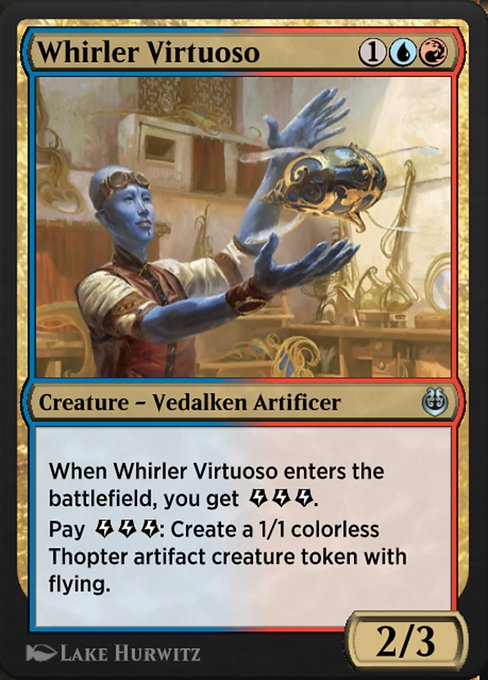 Whirler Virtuoso 1
Creature – Vedalken Artificer
When Whirler Virtuoso enters the
battlefield, you get ⚡⚡⚡.
Pay ⚡⚡⚡: Create a 1/1 colorless
Thopter artifact creature token with
flying.
2/3
Lake Hurwitz